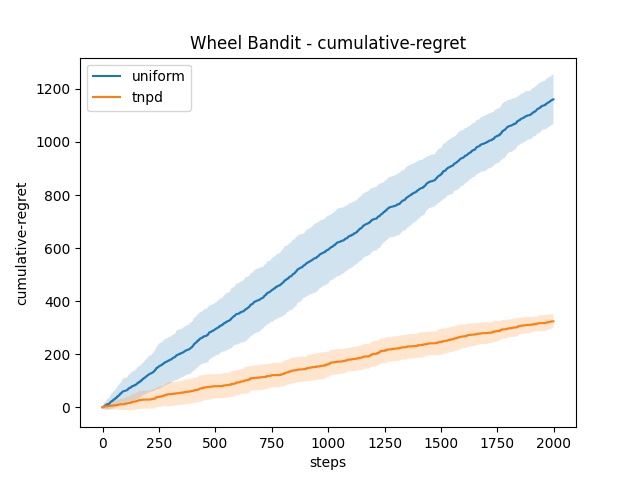 Wheel Bandit - cumulative-regret
uniform
tnpd
cumulative-regret
1200
1000
800
600
400
200
0
0 250 500 750 1000 1250 1500 1750 2000
steps